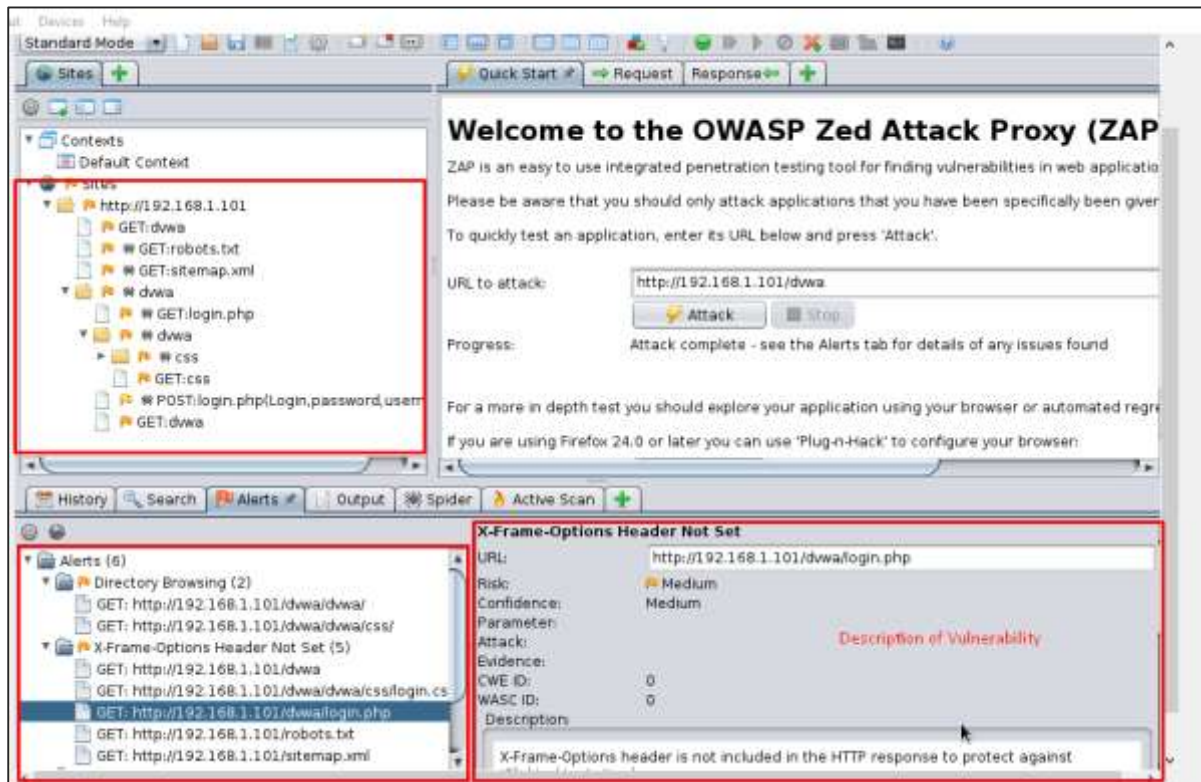 Devices Help
Standard Mode
Sites
Contexts
Default Context
Sites
http://192.168.1.101
GET:dvwa
GET:robots.txt
GET:sitemap.xml
dvwa
GET:login.php
dvwa
css
GET:css
POST:login.php(Login,password,usern
GET:dvwa
Quick Start Request Response
Welcome to the OWASP Zed Attack Proxy (ZAP
ZAP is an easy to use integrated penetration testing tool for finding vulnerabilities in web applicatio
Please be aware that you should only attack applications that you have been specifically been given
To quickly test an application, enter its URL below and press 'Attack'.
URL to attack: http://192.168.1.101/dvwa
Attack Stop
Progress: Attack complete - see the Alerts tab for details of any issues found
For a more in depth test you should explore your application using your browser or automated regre
If you are using Firefox 24.0 or later you can use 'Plug-n-Hack' to configure your browser:
History Search Alerts Output Spider Active Scan
Alerts (6)
Directory Browsing (2)
GET: http://192.168.1.101/dvwa/dvwa/
GET: http://192.168.1.101/dvwa/dvwa/css/
X-Frame-Options Header Not Set (5)
GET: http://192.168.1.101/dvwa
GET: http://192.168.1.101/dvwa/dvwa/css/login.cs
GET: http://192.168.1.101/dvwa/login.php
GET: http://192.168.1.101/robots.txt
GET: http://192.168.1.101/sitemap.xml
X-Frame-Options Header Not Set
URL: http://192.168.1.101/dvwa/login.php
Risk: Medium
Confidence: Medium
Parameter:
Attack:
Description of Vulnerability
Evidence:
CWE ID: 0
WASC ID: 0
Description
X-Frame-Options header is not included in the HTTP response to protect against